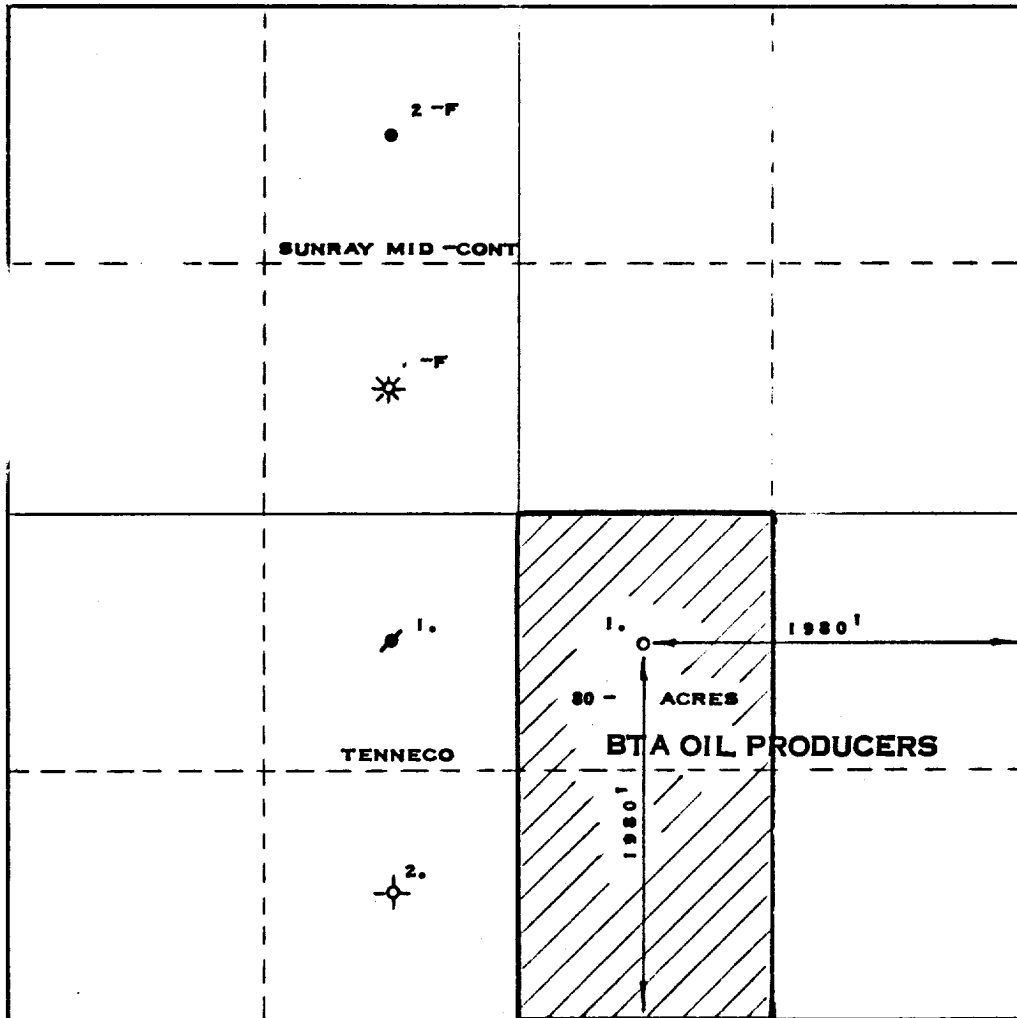 2 -F
SUNRAY MID-CONT
-F
1.
1.
1980'
80 - ACRES
TENNECO
BTA OIL PRODUCERS
1980'
2.